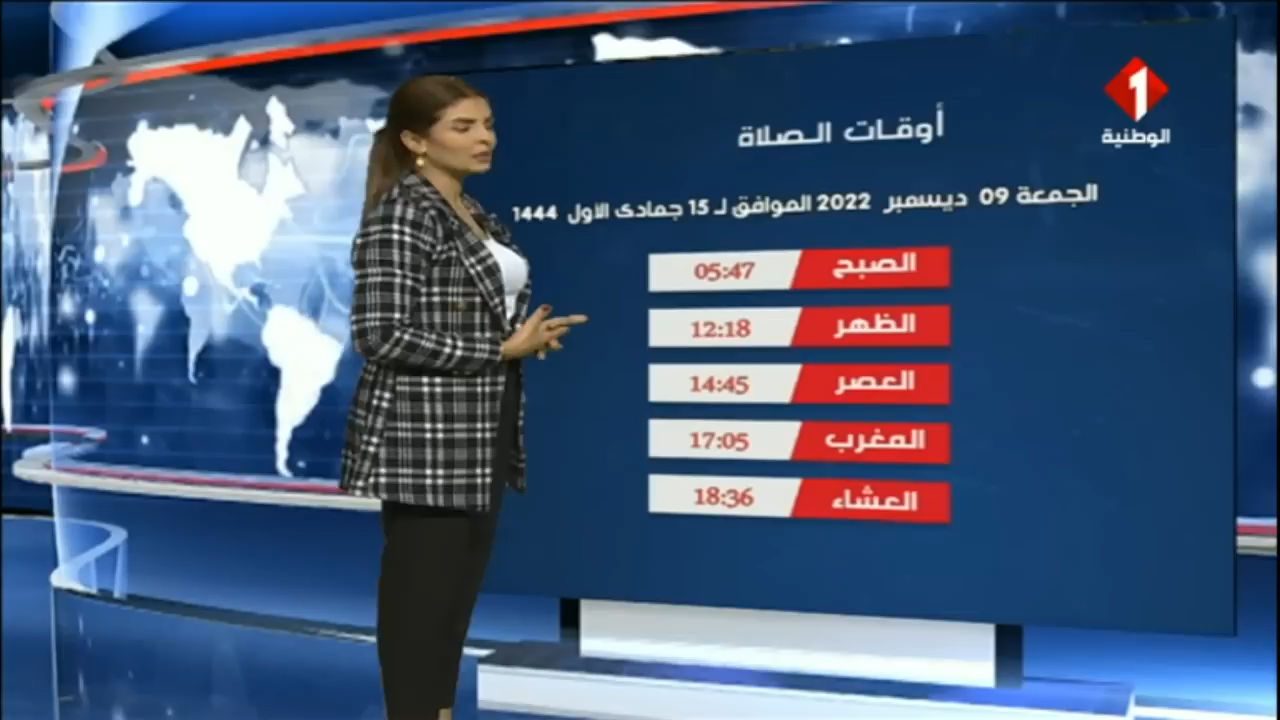 1
الوطنية
أوقات الصلاة
الجمعة 09 ديسمبر 2022 الموافق لـ 15 جمادى الأول 1444
الصبح 05:47
الظهر 12:18
العصر 14:45
المغرب 17:05
العشاء 18:36